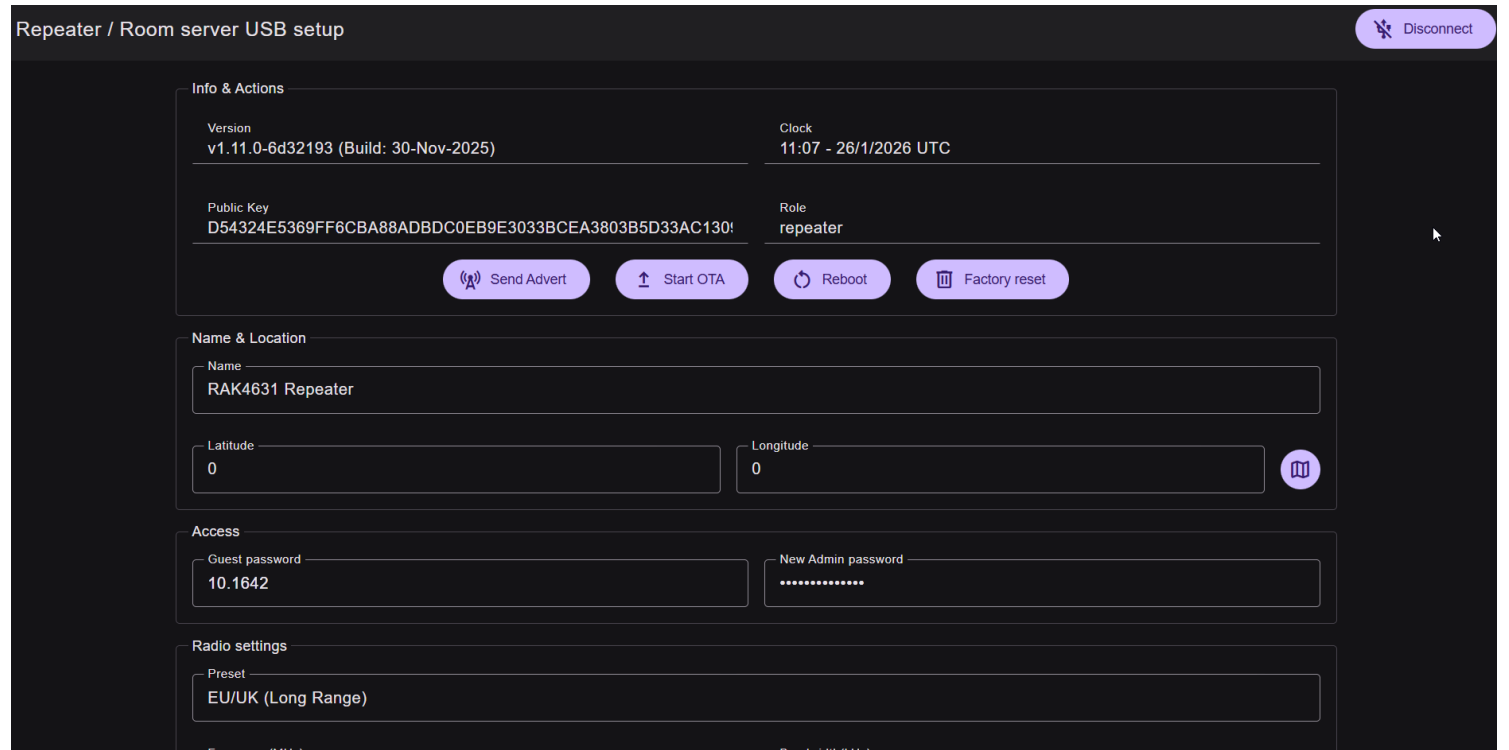 Repeater / Room server USB setup
Disconnect
Info & Actions
Version
v1.11.0-6d32193 (Build: 30-Nov-2025)
Clock
11:07 - 26/1/2026 UTC
Public Key
D54324E5369FF6CBA88ADBDC0EB9E3033BCEA3803B5D33AC130
Role
repeater
Send Advert
Start OTA
Reboot
Factory reset
Name & Location
Name
RAK4631 Repeater
Latitude
0
Longitude
0
Access
Guest password
10.1642
New Admin password
••••••••••••••
Radio settings
Preset
EU/UK (Long Range)